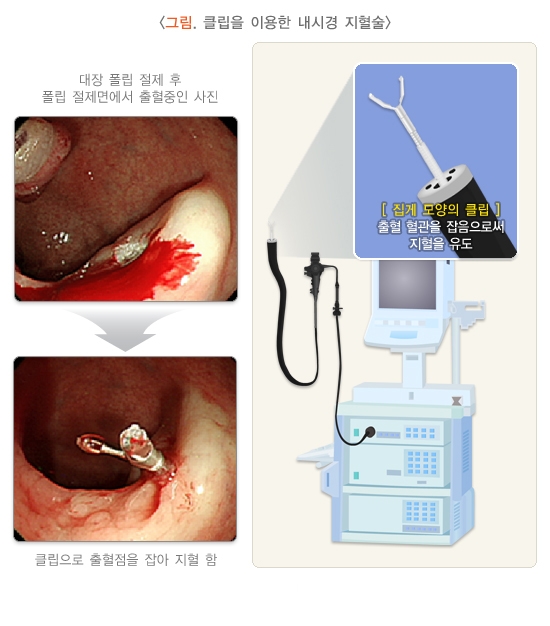 <그림. 클립을 이용한 내시경 지혈술>
대장 폴립 절제 후
폴립 절제면에서 출혈중인 사진
[ 집게 모양의 클립 ]
출혈 혈관을 잡음으로써
지혈을 유도
클립으로 출혈점을 잡아 지혈 함